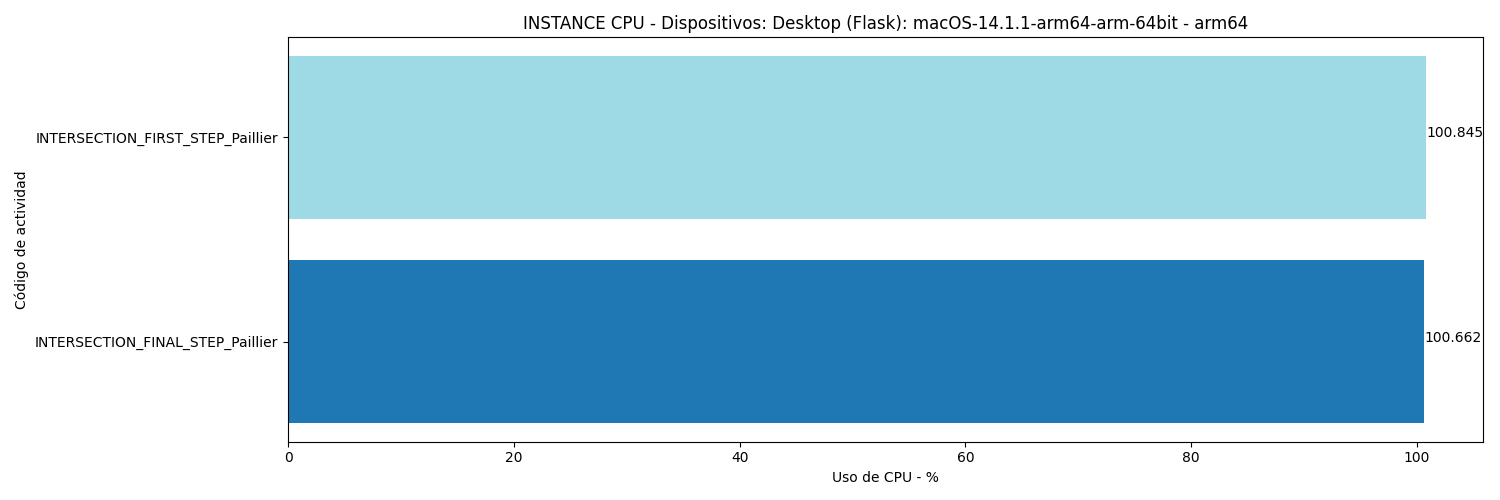 INSTANCE CPU - Dispositivos: Desktop (Flask): macOS-14.1.1-arm64-arm-64bit - arm64
Código de actividad
INTERSECTION_FIRST_STEP_Paillier
100.845
INTERSECTION_FINAL_STEP_Paillier
100.662
0 20 40 60 80 100
Uso de CPU - %